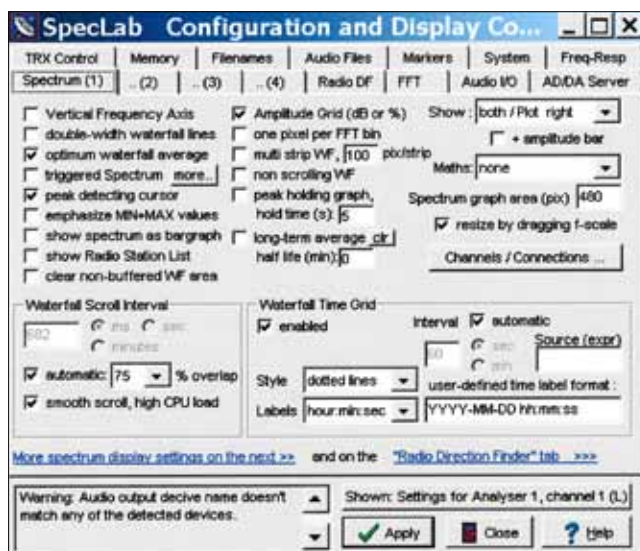 SpecLab Configuration and Display Co...
TRX Control Memory Filenames Audio Files Markers System Freq-Resp
Spectrum (1) ..(2) ..(3) ..(4) Radio DF FFT Audio I/O AD/DA Server
Vertical Frequency Axis
double-width waterfall lines
optimum waterfall average
triggered Spectrum more..
peak detecting cursor
emphasize MIN+MAX values
show spectrum as bargraph
show Radio Station List
clear non-buffered WF area
Amplitude Grid (dB or %)
one pixel per FFT bin
multi strip WF, 100 pix/strip
non scrolling WF
peak holding graph,
hold time (s): 5
long-term average clr
half life (min): 0
Show: both / Plot right
+ amplitude bar
Maths: none
Spectrum graph area (pix) 480
resize by dragging f-scale
Channels / Connections ...
Waterfall Scroll Interval
682 ms sec
minutes
automatic: 75 % overlap
smooth scroll, high CPU load
Waterfall Time Grid
enabled Interval automatic
60 sec Source (expr)
min
Style dotted lines user-defined time label format :
Labels hour:min:sec YYYY-MM-DD hh:mm:ss
More spectrum display settings on the next >> and on the "Radio Direction Finder" tab >>>
Warning: Audio output decive name doesn't
match any of the detected devices.
Shown: Settings for Analyser 1, channel 1 (L)
Apply Close Help